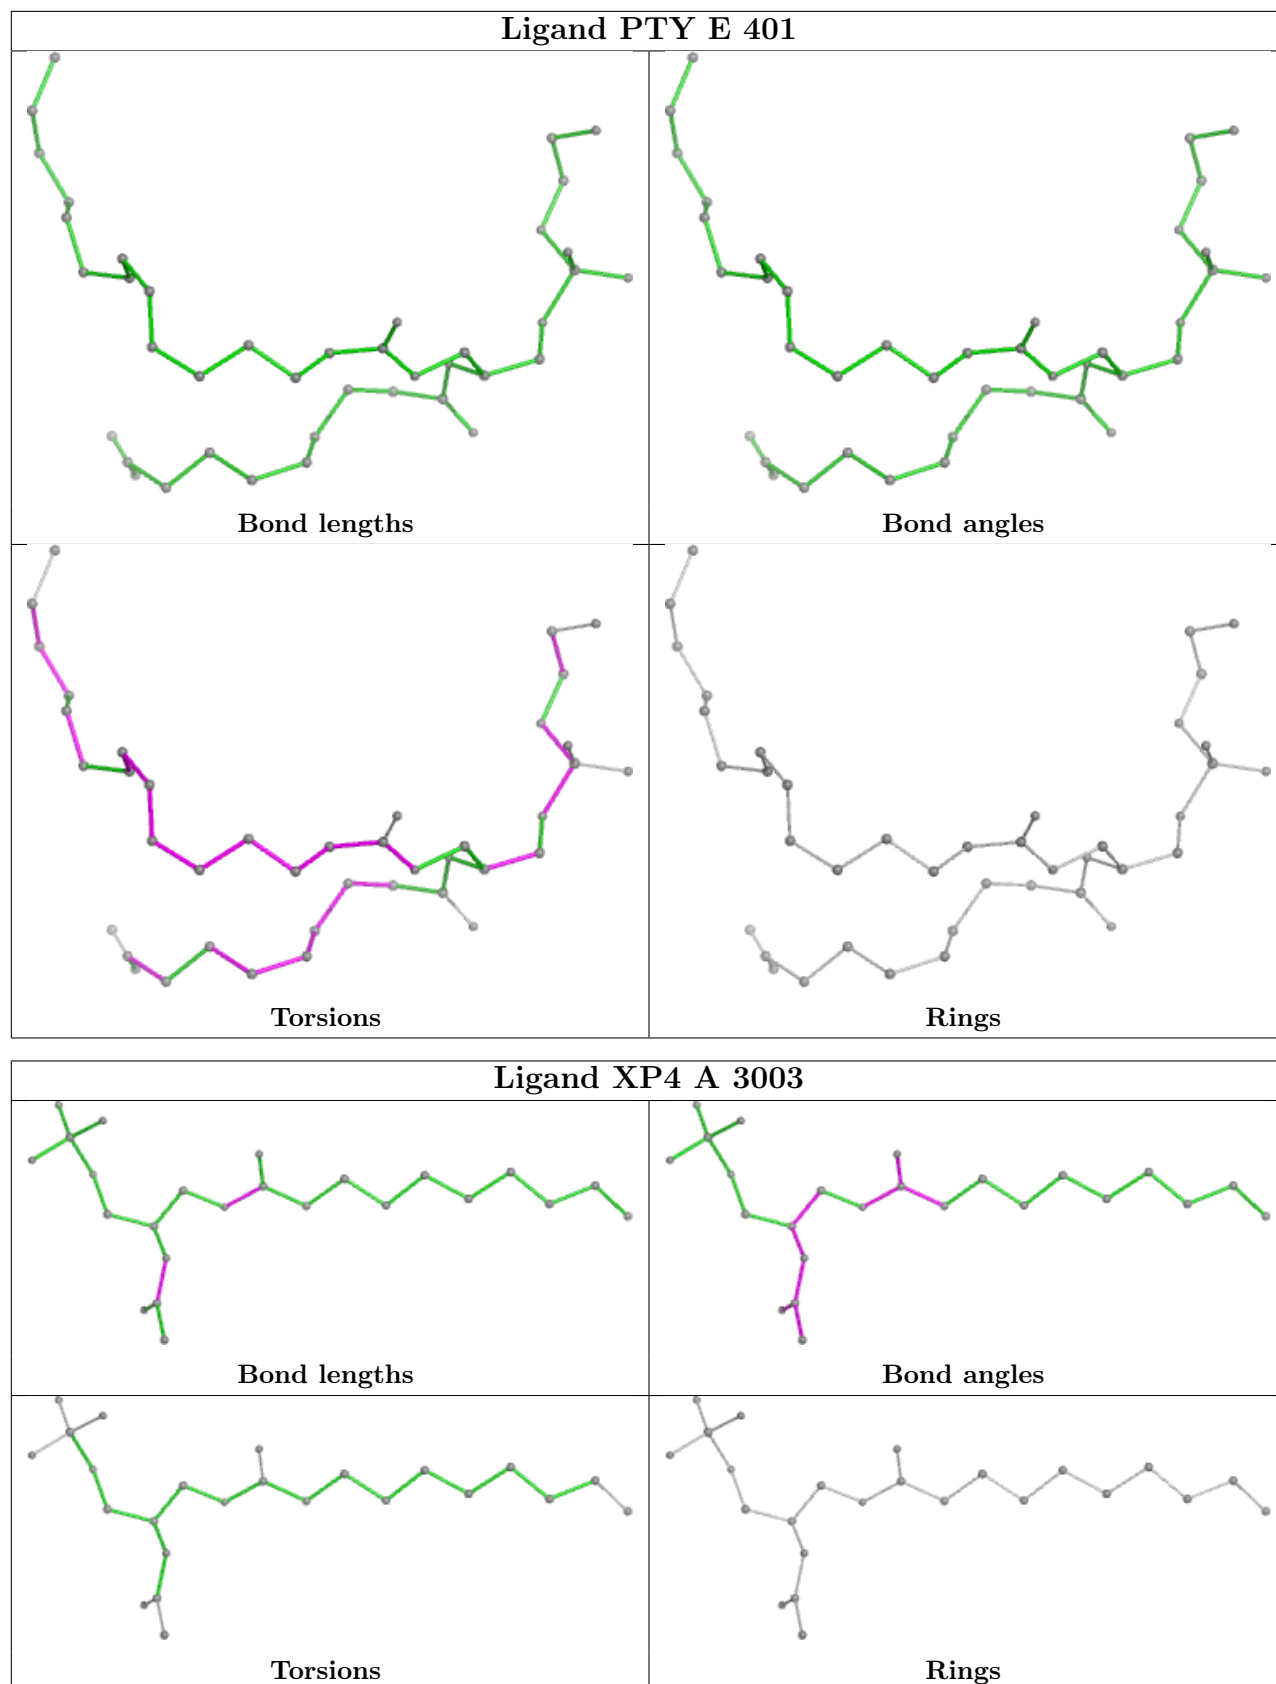 Ligand PTY E 401
Bond lengths
Bond angles
Torsions
Rings
Ligand XP4 A 3003
Bond lengths
Bond angles
Torsions
Rings